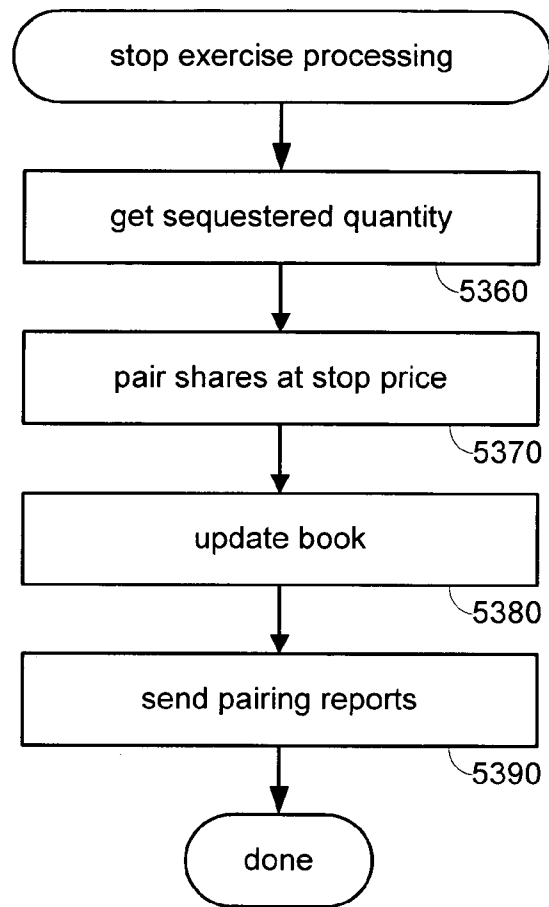 stop exercise processing
get sequestered quantity
5360
pair shares at stop price
5370
update book
5380
send pairing reports
5390
done